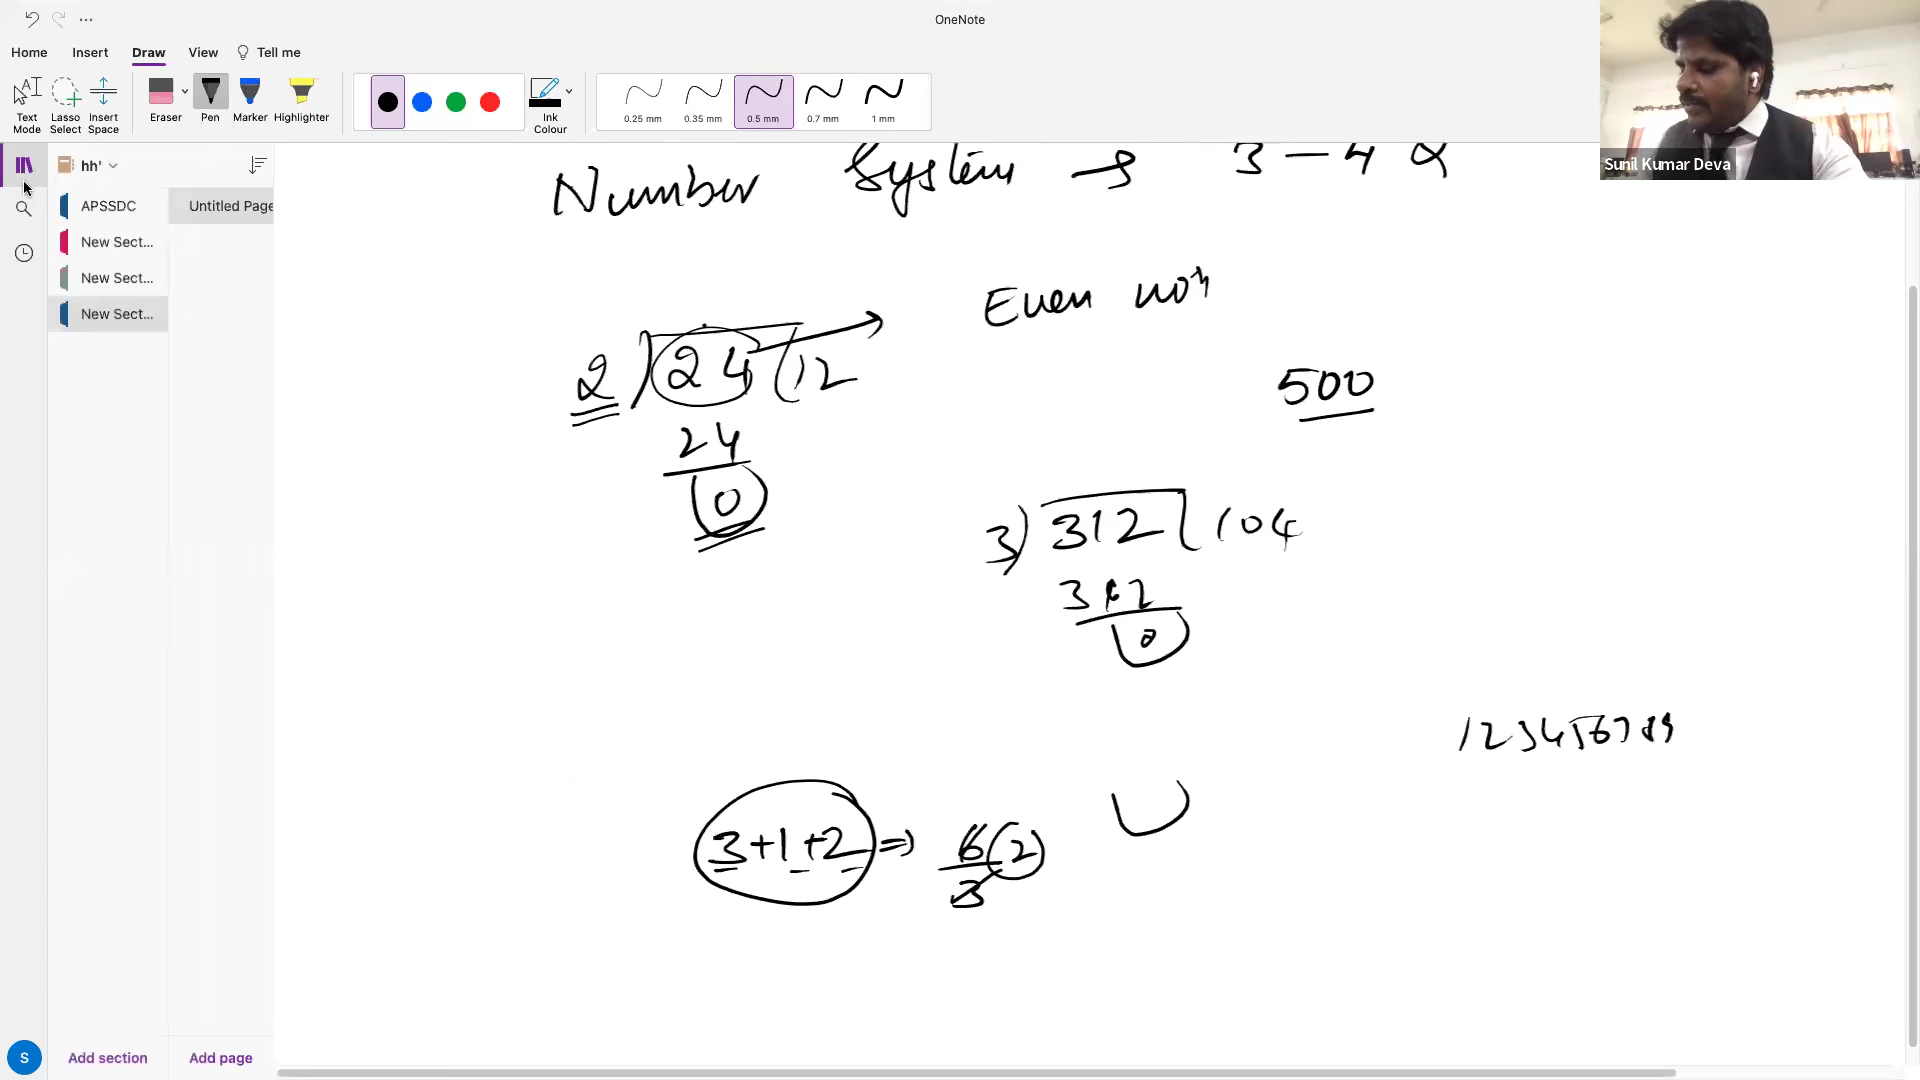 OneNote
Home Insert Draw View Tell me
Text Mode
Lasso Select
Insert Space
Eraser
Pen
Marker
Highlighter
Ink Colour
0.25 mm
0.35 mm
0.5 mm
0.7 mm
1 mm
Sunil Kumar Deva
hh'
APSSDC
Untitled Page
New Sect...
New Sect...
New Sect...
Number System → 3 – 4 Q
Even no's
2) 24 (12
24
0
500
3) 312 ( 104
312
0
123456789
3+1+2 ⇒ 6 (2)
3
S
Add section
Add page